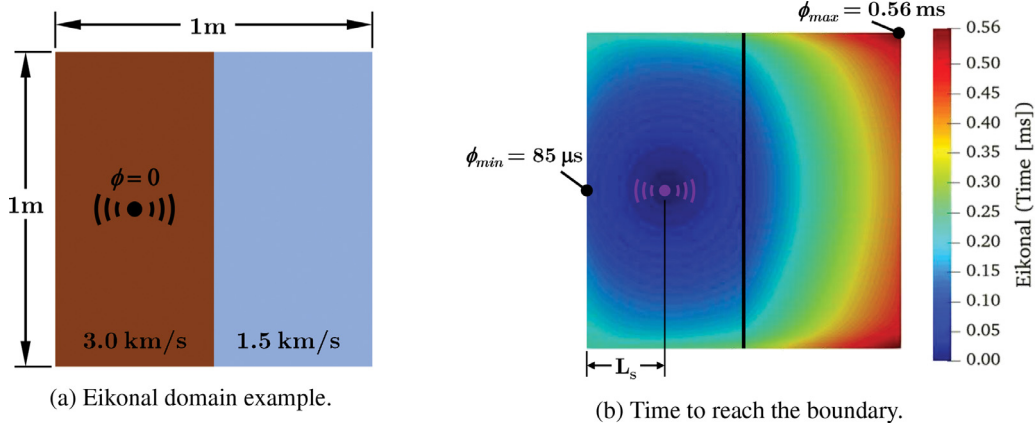 1m
1m
ϕ=0
3.0 km/s
1.5 km/s
(a) Eikonal domain example.
ϕmax = 0.56 ms
ϕmin = 85 μs
Ls
0.56
0.50
0.45
0.40
0.35
0.30
0.25
0.20
0.15
0.10
0.05
0.00
Eikonal (Time [ms])
(b) Time to reach the boundary.